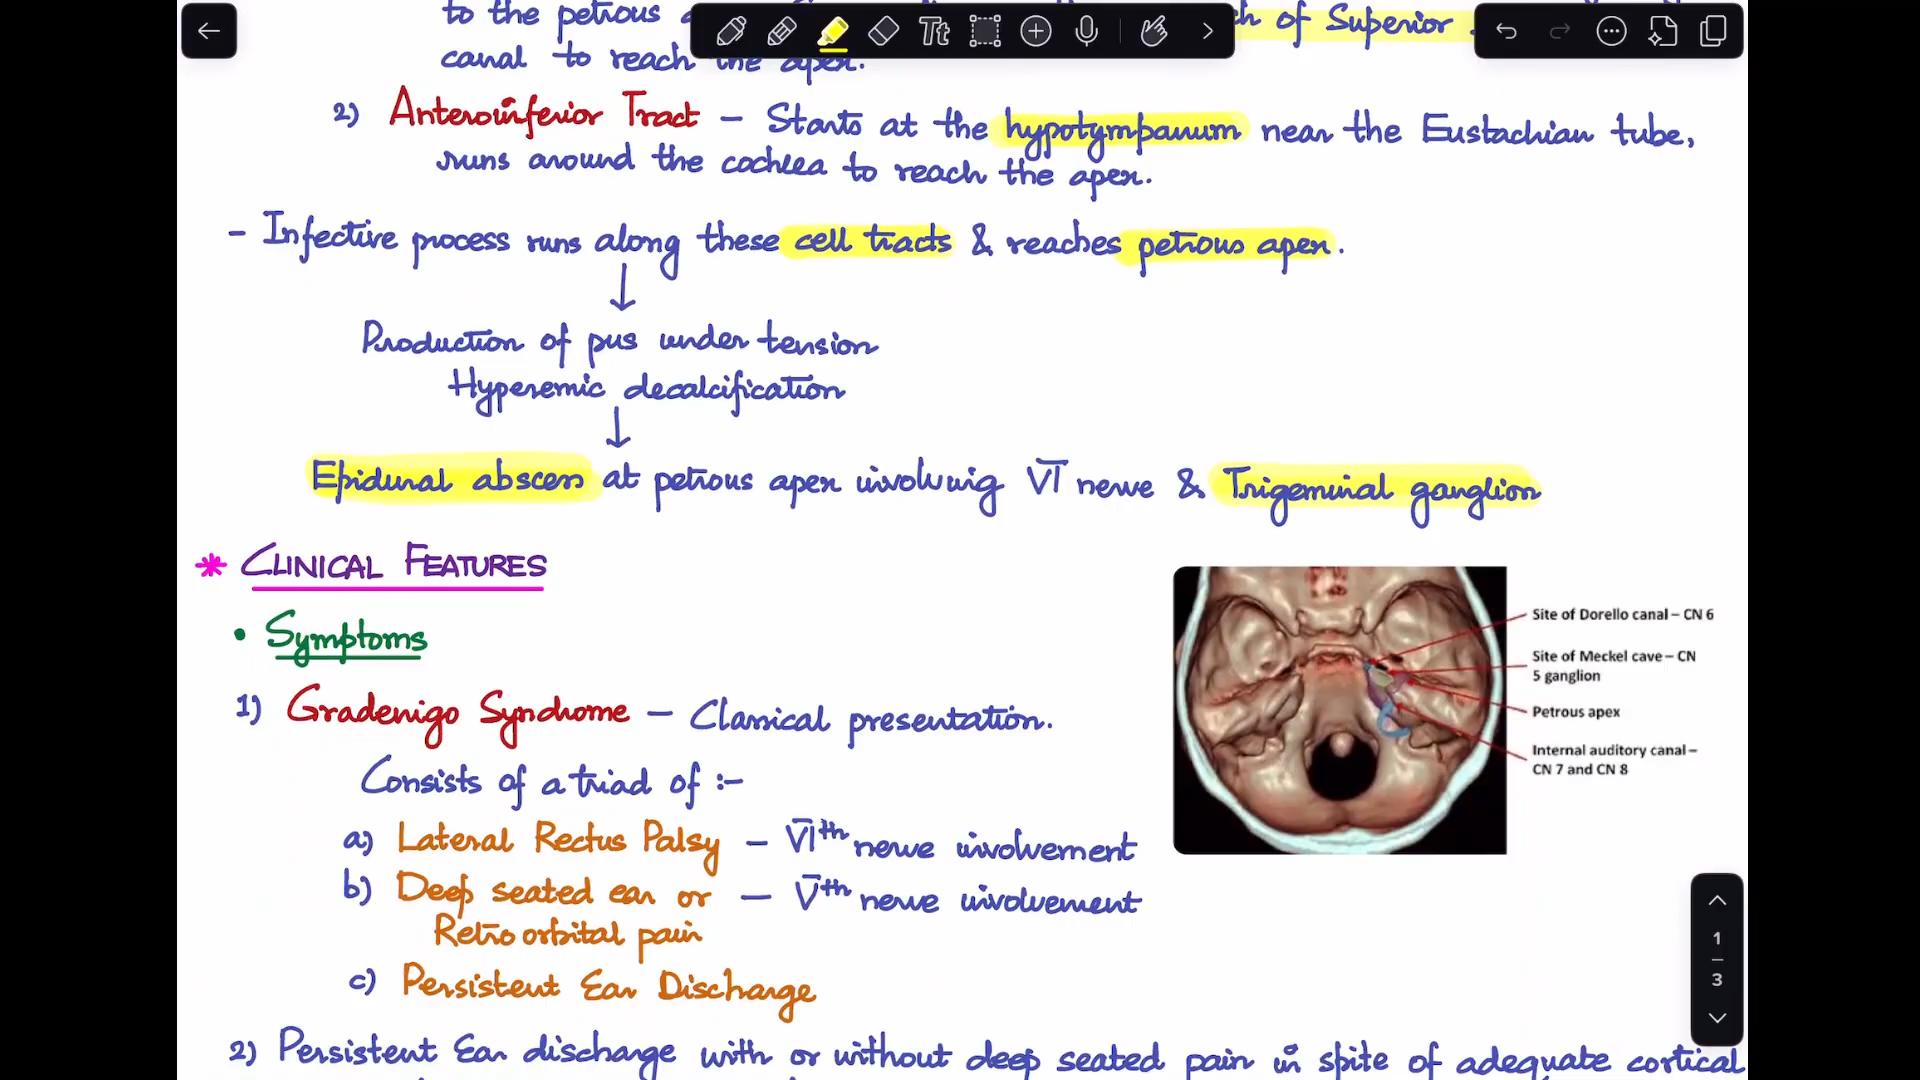 to the petrous
h of Superior
canal to reach the apex.
2) Anteroinferior Tract – Starts at the hypotympanum near the Eustachian tube,
runs around the cochlea to reach the apex.
- Infective process runs along these cell tracts & reaches petrous apex.
↓
Production of pus under tension
Hyperemic decalcification
↓
Epidural abscess at petrous apex involving VI nerve & Trigeminal ganglion
* CLINICAL FEATURES
• Symptoms
1) Gradenigo Syndrome – Classical presentation.
Consists of a triad of :-
a) Lateral Rectus Palsy – VIth nerve involvement
b) Deep seated ear or – Vth nerve involvement
Retro orbital pain
c) Persistent Ear Discharge
2) Persistent Ear discharge with or without deep seated pain in spite of adequate cortical
Site of Dorello canal – CN 6
Site of Meckel cave – CN
5 ganglion
Petrous apex
Internal auditory canal –
CN 7 and CN 8
Tt
1
3